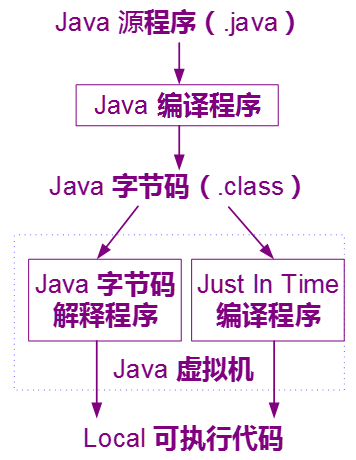 Java 源程序（.java）
Java 编译程序
Java 字节码（.class）
Java 字节码
解释程序
Just In Time
编译程序
Java 虚拟机
Local 可执行代码